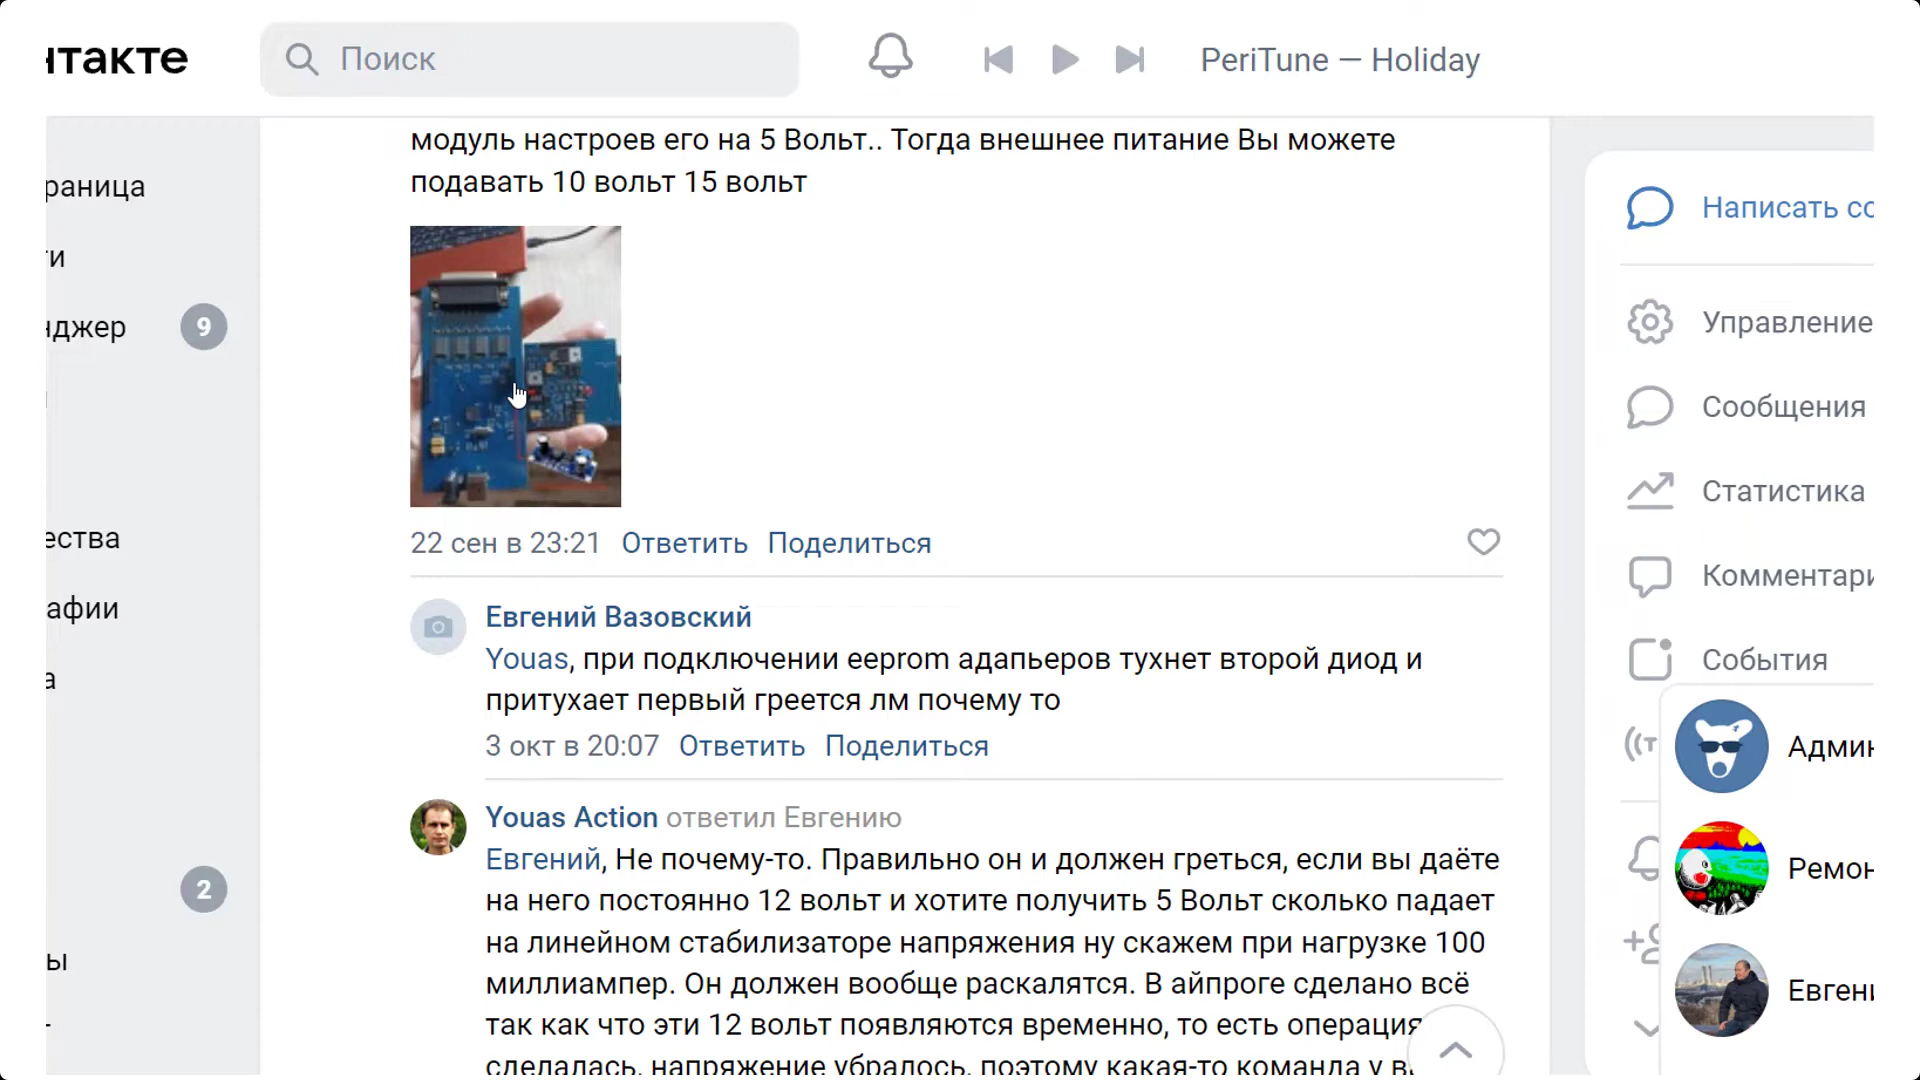 нтакте
Поиск
PeriTune — Holiday
раница
ти
нджер
9
ества
афии
а
2
ы
модуль настроев его на 5 Вольт.. Тогда внешнее питание Вы можете
подавать 10 вольт 15 вольт
22 сен в 23:21 Ответить Поделиться
Евгений Вазовский
Youas, при подключении eeprom адапьеров тухнет второй диод и
притухает первый греется лм почему то
3 окт в 20:07 Ответить Поделиться
Youas Action ответил Евгению
Евгений, Не почему-то. Правильно он и должен греться, если вы даёте
на него постоянно 12 вольт и хотите получить 5 Вольт сколько падает
на линейном стабилизаторе напряжения ну скажем при нагрузке 100
миллиампер. Он должен вообще раскалятся. В айпроге сделано всё
так как что эти 12 вольт появляются временно, то есть операция
сделалась, напряжение убралось, поэтому какая-то команда у в
Написать со
Управление
Сообщения
Статистика
Комментари
События
Админ
Ремон
Евгени